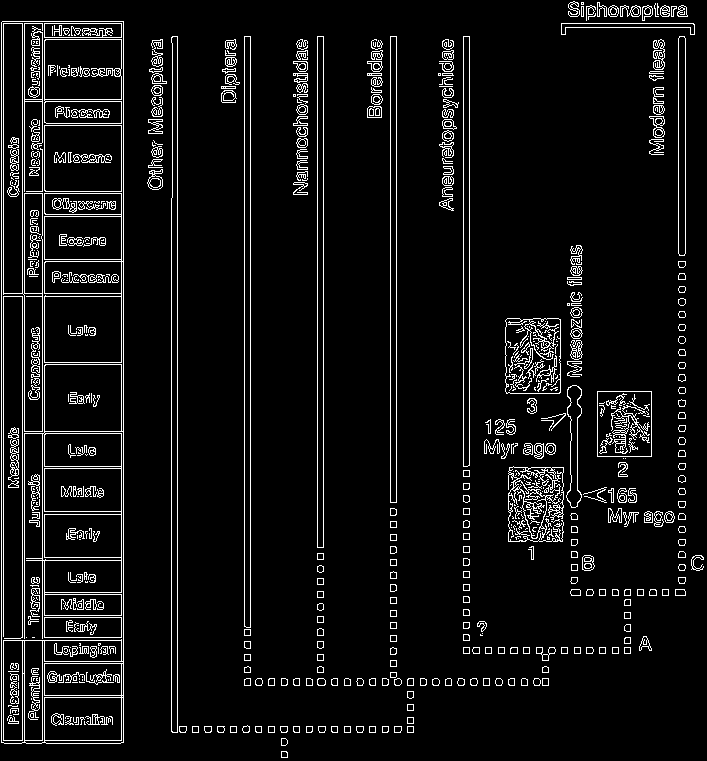 Siphonoptera
Other Mecoptera
Diptera
Nannochoristidae
Boreidae
Aneuretopsychidae
Mesozoic fleas
Modern fleas
Cenozoic
Quaternary
Holocene
Pleistocene
Neogene
Pliocene
Miocene
Paleogene
Oligocene
Eocene
Paleocene
Mesozoic
Cretaceous
Late
Early
Jurassic
Late
Middle
Early
Triassic
Late
Middle
Early
Paleozoic
Permian
Lopingian
Guadalupian
Cisuralian
3
125
Myr ago
2
165
Myr ago
1
B
C
?
A